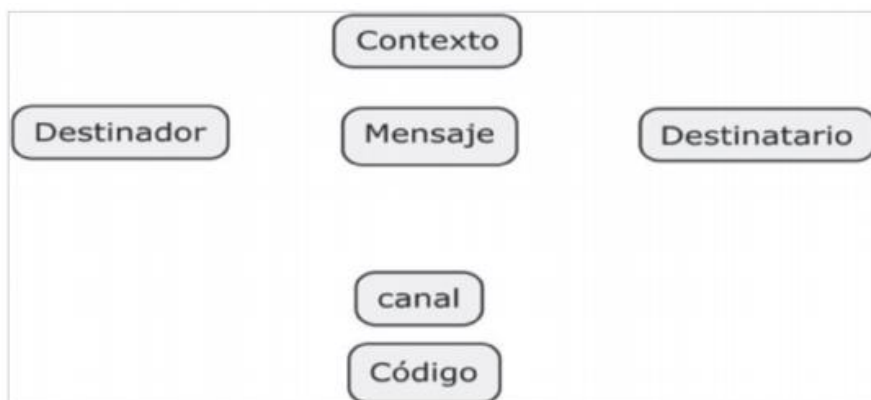 Contexto
Destinador Mensaje Destinatario
canal
Código